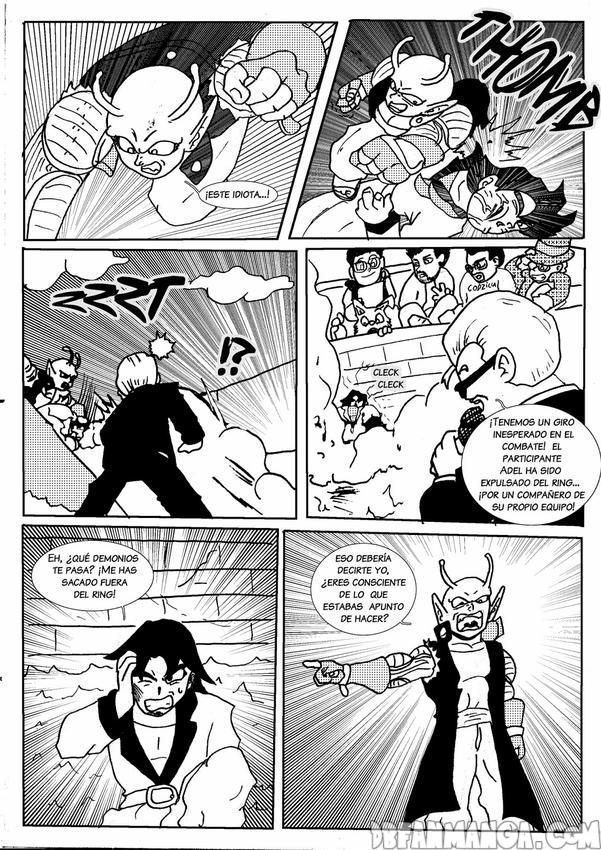 ¡ESTE IDIOTA...!
THOMB
ZZZZT
!?
CODZILA
CLECK
CLECK
¡TENEMOS UN GIRO
INESPERADO EN EL
COMBATE! EL
PARTICIPANTE
ADEL HA SIDO
EXPULSADO DEL RING...
¡POR UN COMPAÑERO DE
SU PROPIO EQUIPO!
EH, ¿QUÉ DEMONIOS
TE PASA? ¡ME HAS
SACADO FUERA
DEL RING!
ESO DEBERÍA
DECIRTE YO,
¿ERES CONSCIENTE
DE LO QUE
ESTABAS APUNTO
DE HACER?
DBFANMANGA.COM